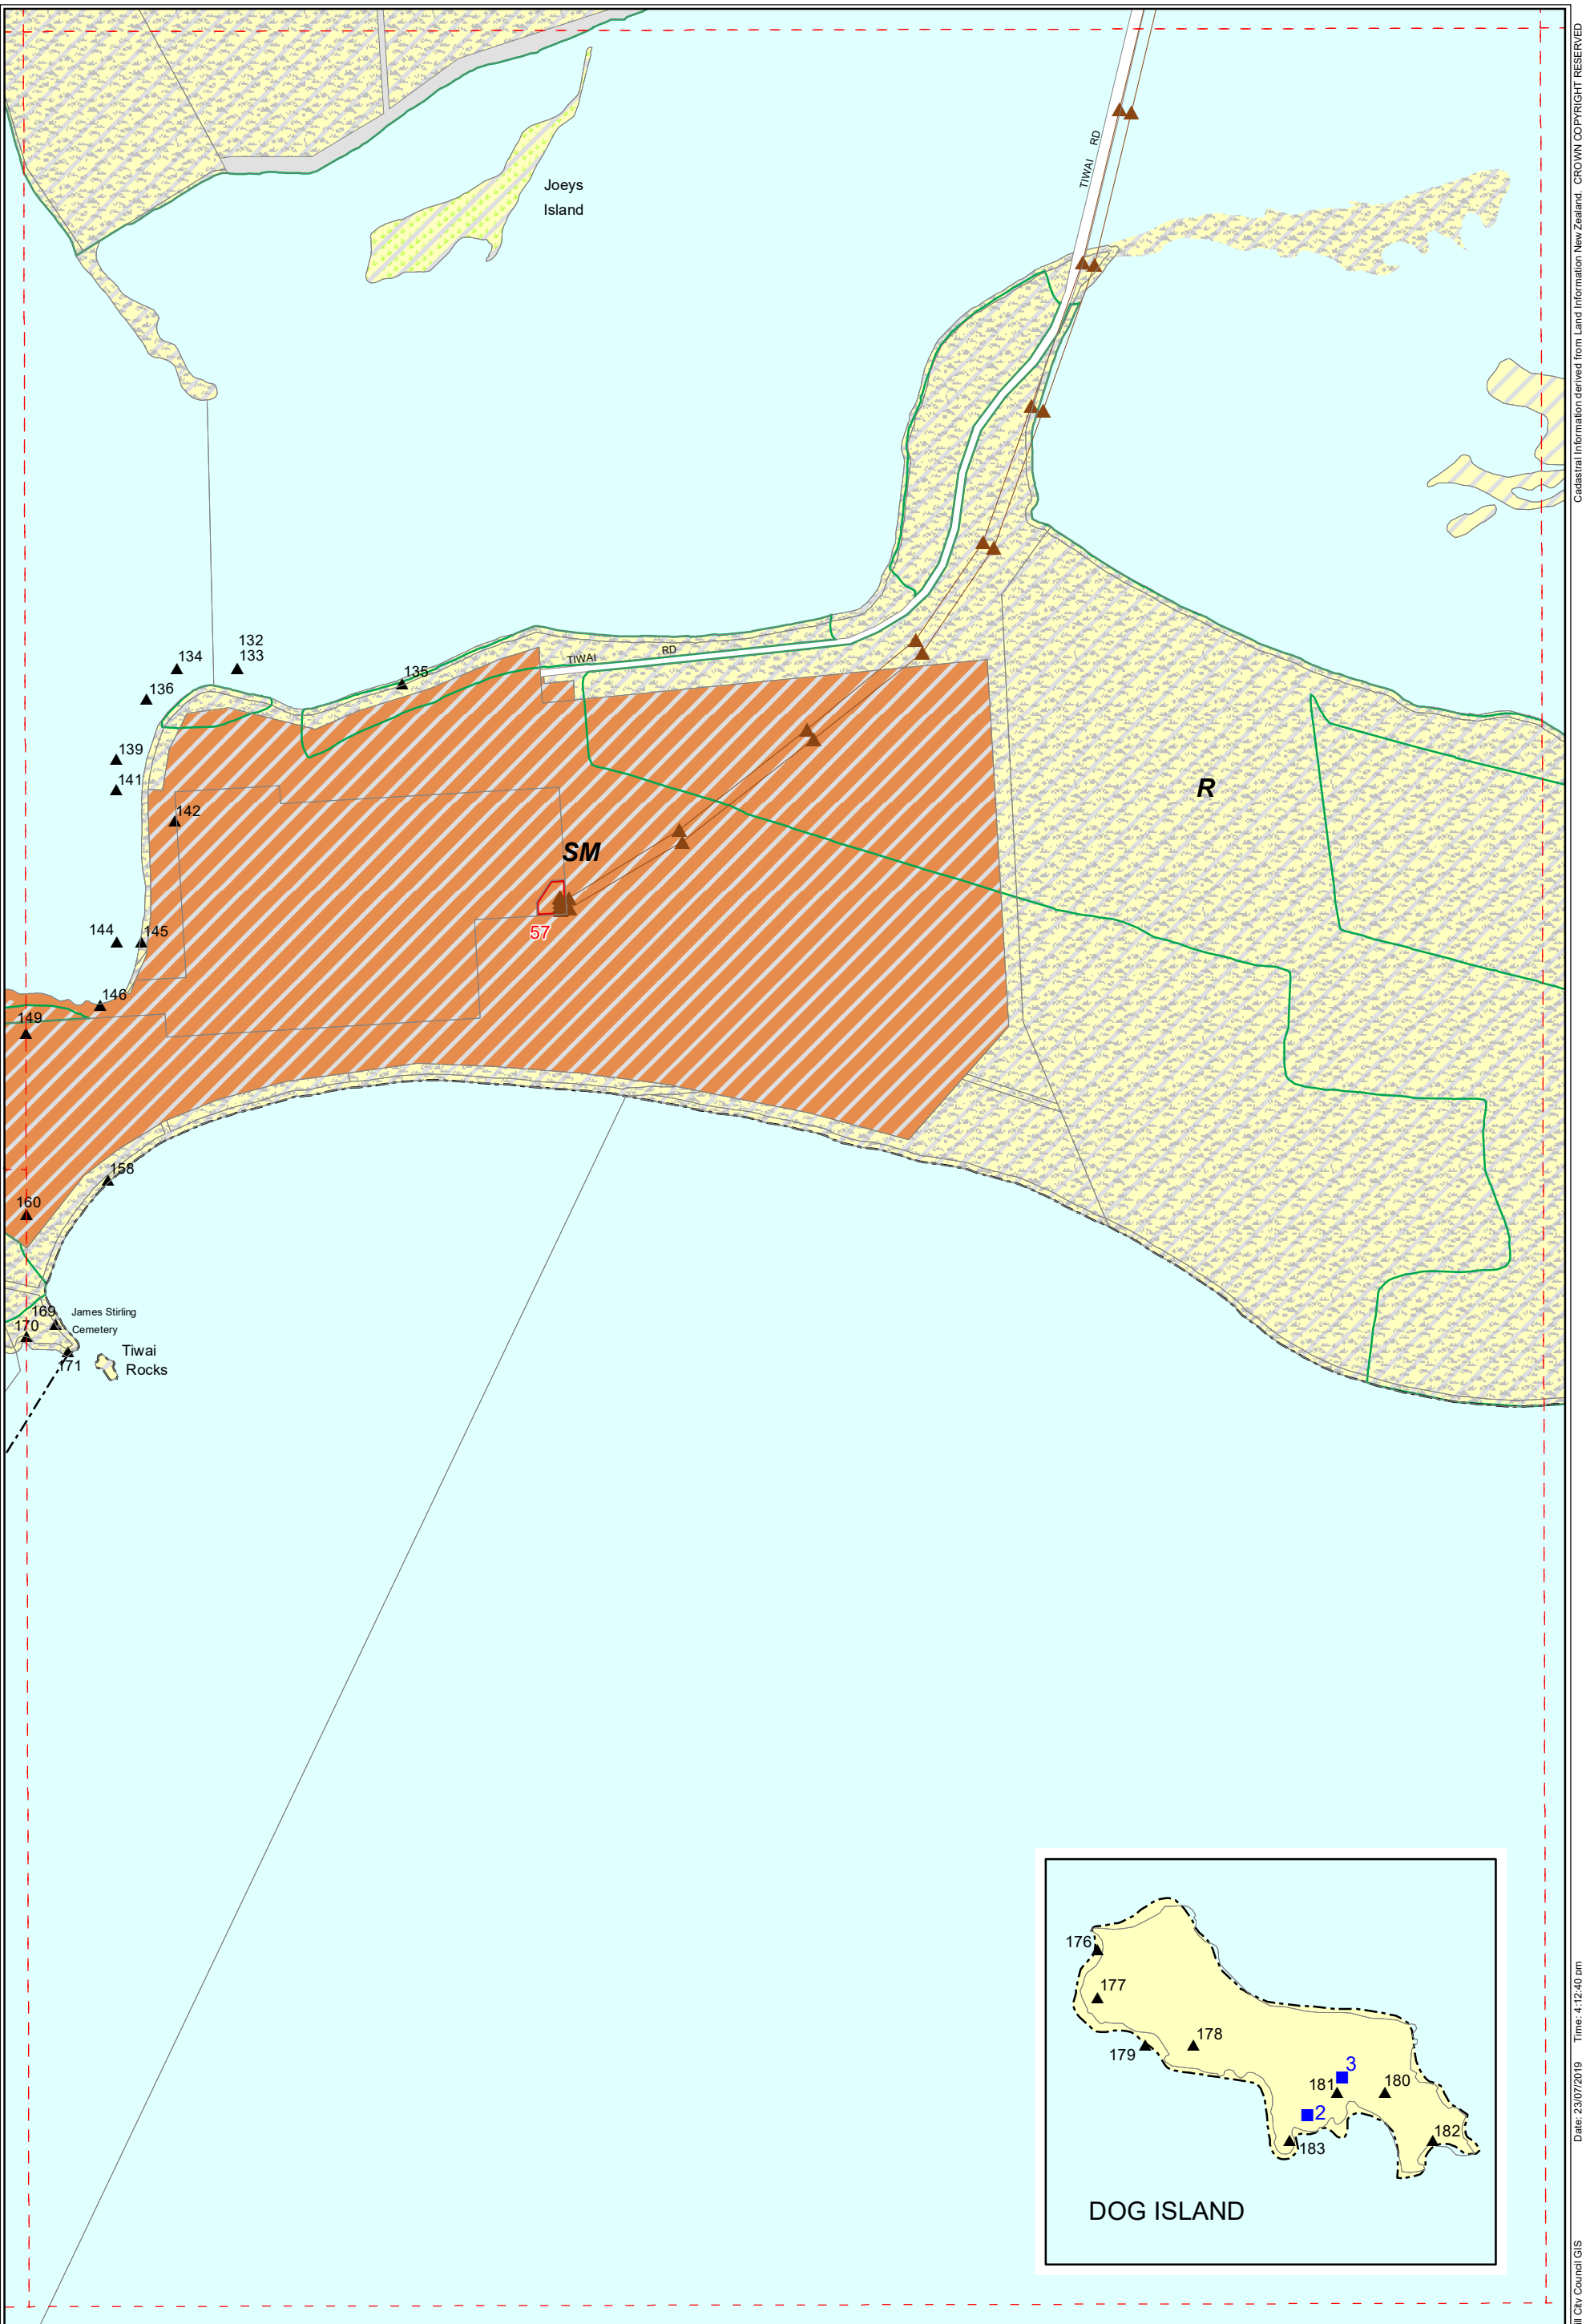 Joeys
Island
TIWAI RD
TIWAI RD
132
133
134
135
136
139
141
142
R
SM
57
144
145
146
149
158
160
169
170
171
James Stirling
Cemetery
Tiwai
Rocks
176
177
178
179
3
181
180
2
182
183
DOG ISLAND
Cadastral Information derived from Land Information New Zealand. CROWN COPYRIGHT RESERVED
Date: 23/07/2019 Time: 4:12:40 pm
City Council GIS